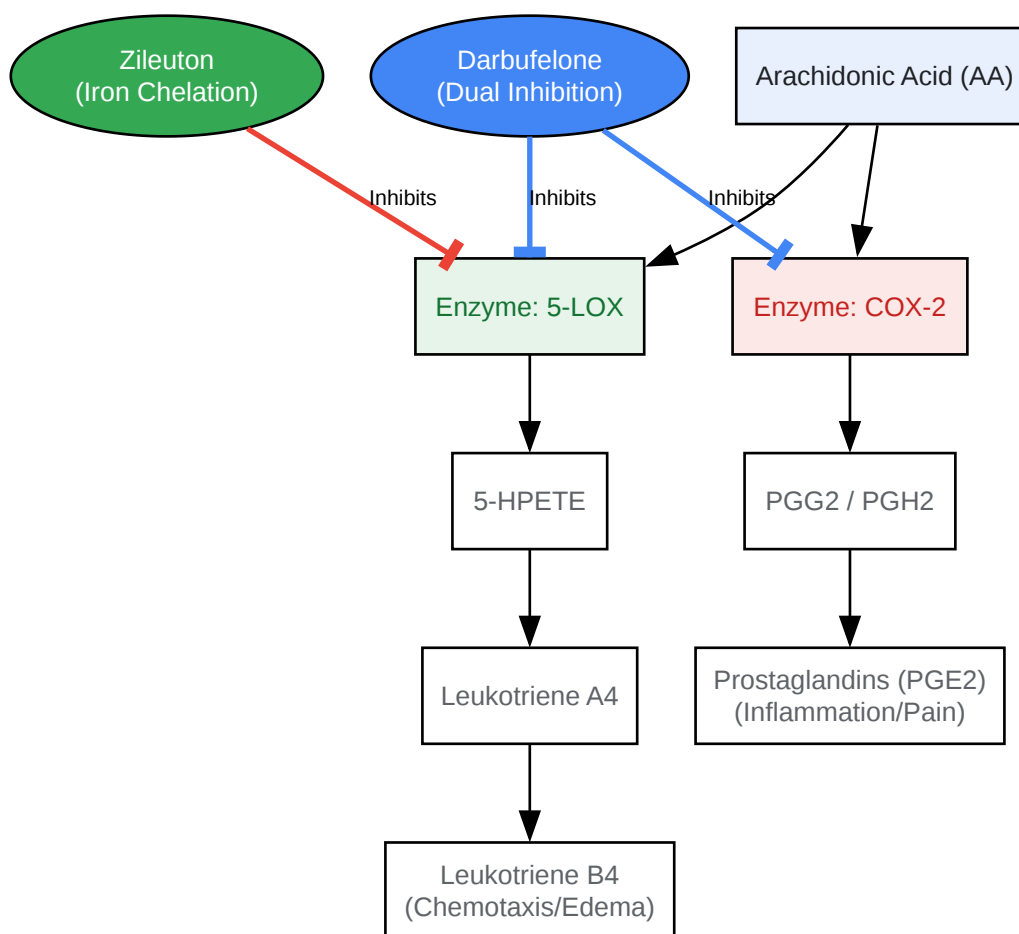 Zileuton
(Iron Chelation)
Darbufelone
(Dual Inhibition)
Arachidonic Acid (AA)
Inhibits
Inhibits
Inhibits
Enzyme: 5-LOX
Enzyme: COX-2
5-HPETE
PGG2 / PGH2
Leukotriene A4
Prostaglandins (PGE2)
(Inflammation/Pain)
Leukotriene B4
(Chemotaxis/Edema)